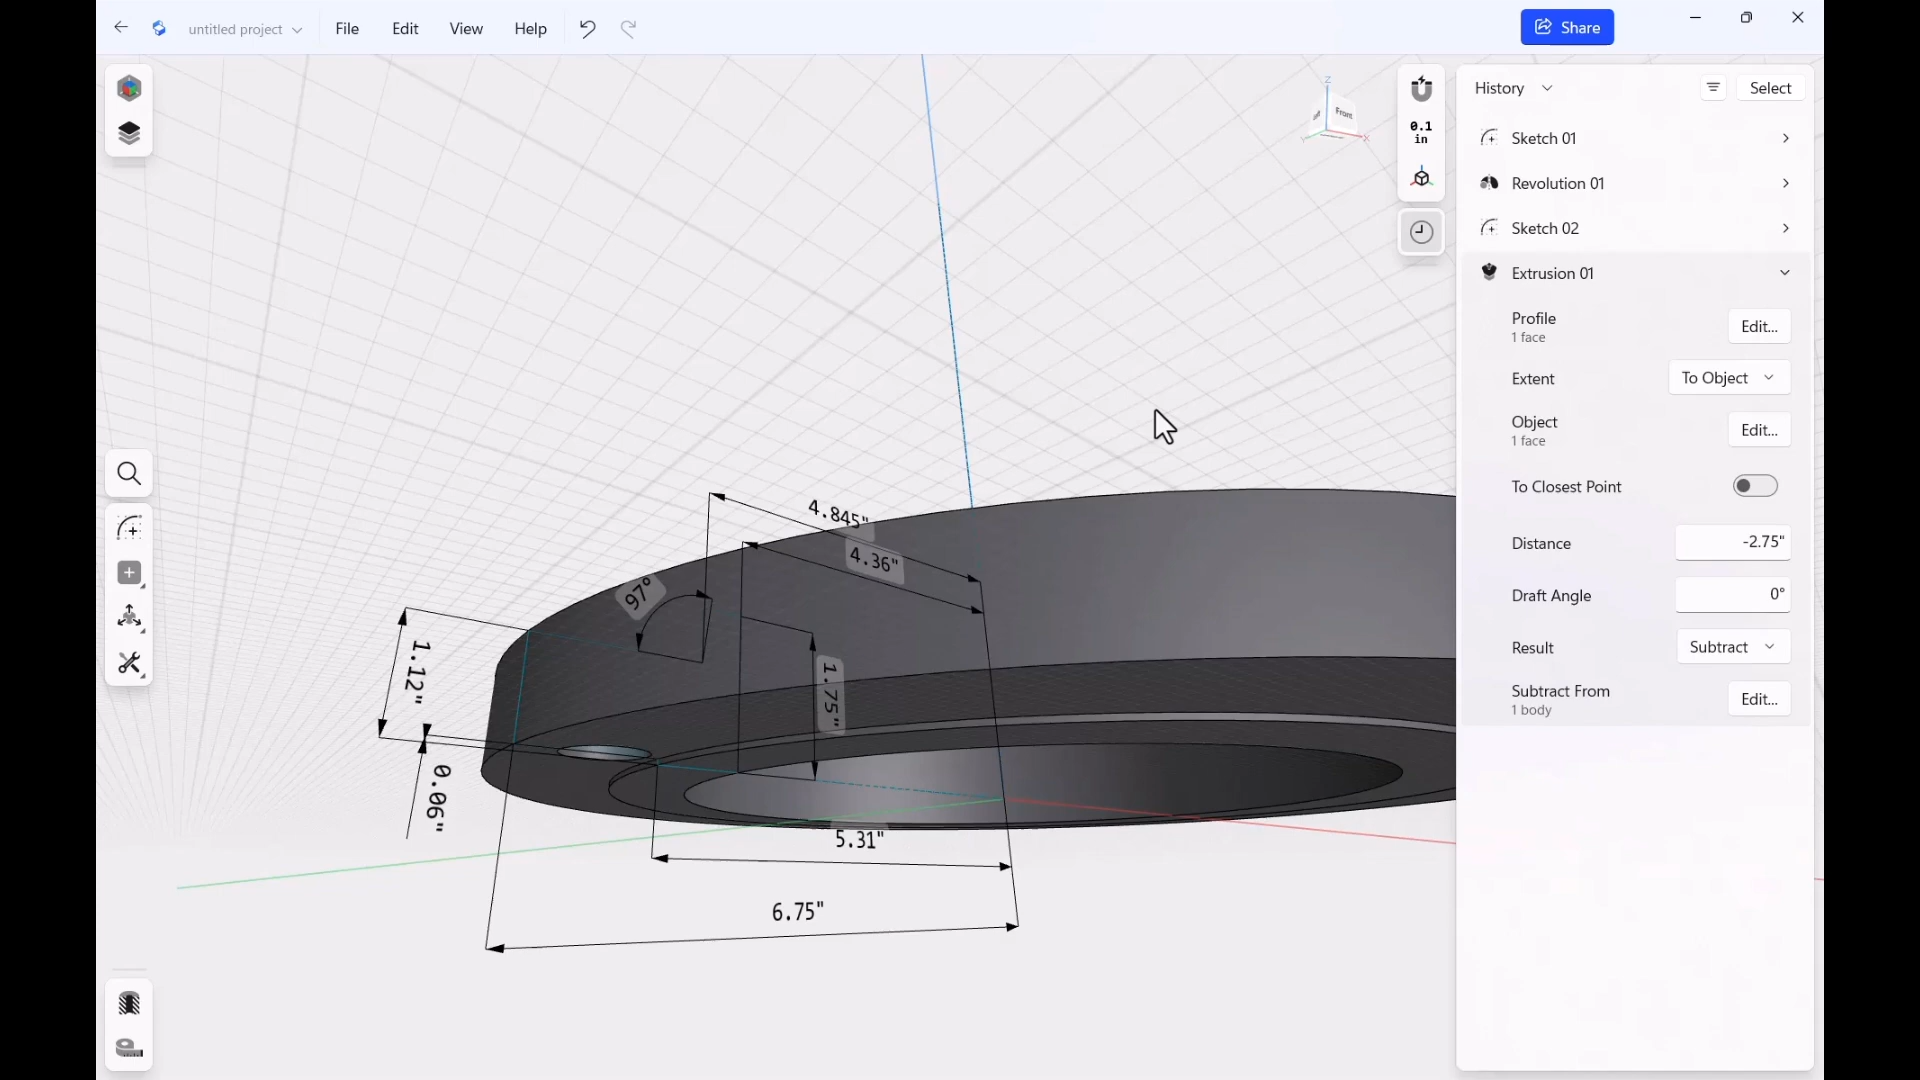 untitled project
File
Edit
View
Help
Share
Z
Front
X
0.1
in
History
Select
Sketch 01
Revolution 01
Sketch 02
Extrusion 01
Profile
1 face
Edit...
Extent
To Object
Object
1 face
Edit...
To Closest Point
Distance
-2.75"
Draft Angle
0°
Result
Subtract
Subtract From
1 body
Edit...
4.845"
4.36"
97°
1.12"
1.75"
0.06"
5.31"
6.75"